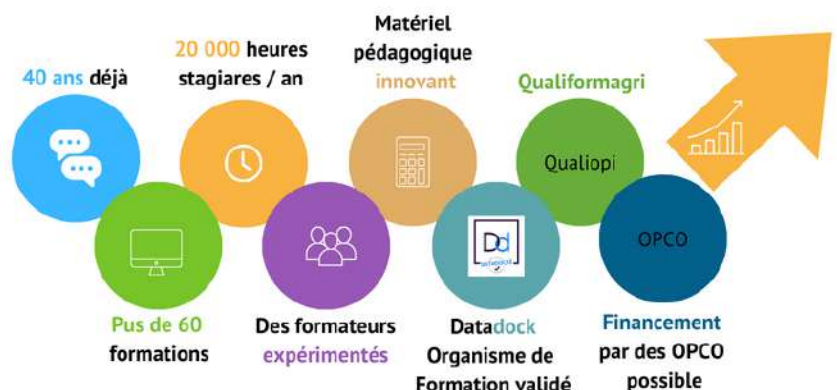 40 ans déjà
20 000 heures
stagiares / an
Matériel
pédagogique
innovant
Qualiformagri
Qualiopi
OPCO
Dd
Pus de 60
formations
Des formateurs
expérimentés
Datadock
Organisme de
Formation validé
Financement
par des OPCO
possible